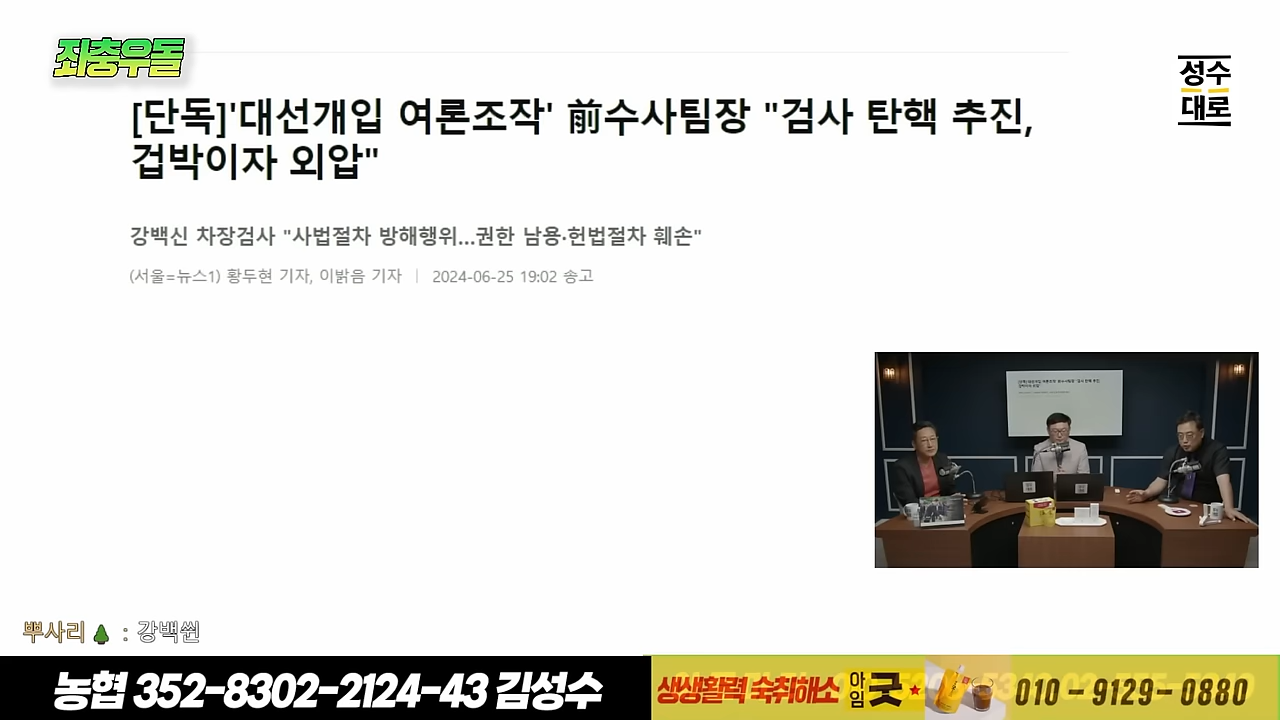 좌충우돌
성수
대로
[단독]'대선개입 여론조작' 前수사팀장 "검사 탄핵 추진,
겁박이자 외압"
강백신 차장검사 "사법절차 방해행위...권한 남용·헌법절차 훼손"
(서울=뉴스1) 황두현 기자, 이밝음 기자 | 2024-06-25 19:02 송고
뿌사리🌲 : 강백씬
농협 352-8302-2124-43 김성수
생생활력 숙취해소 아임 굿 010-9129-0880